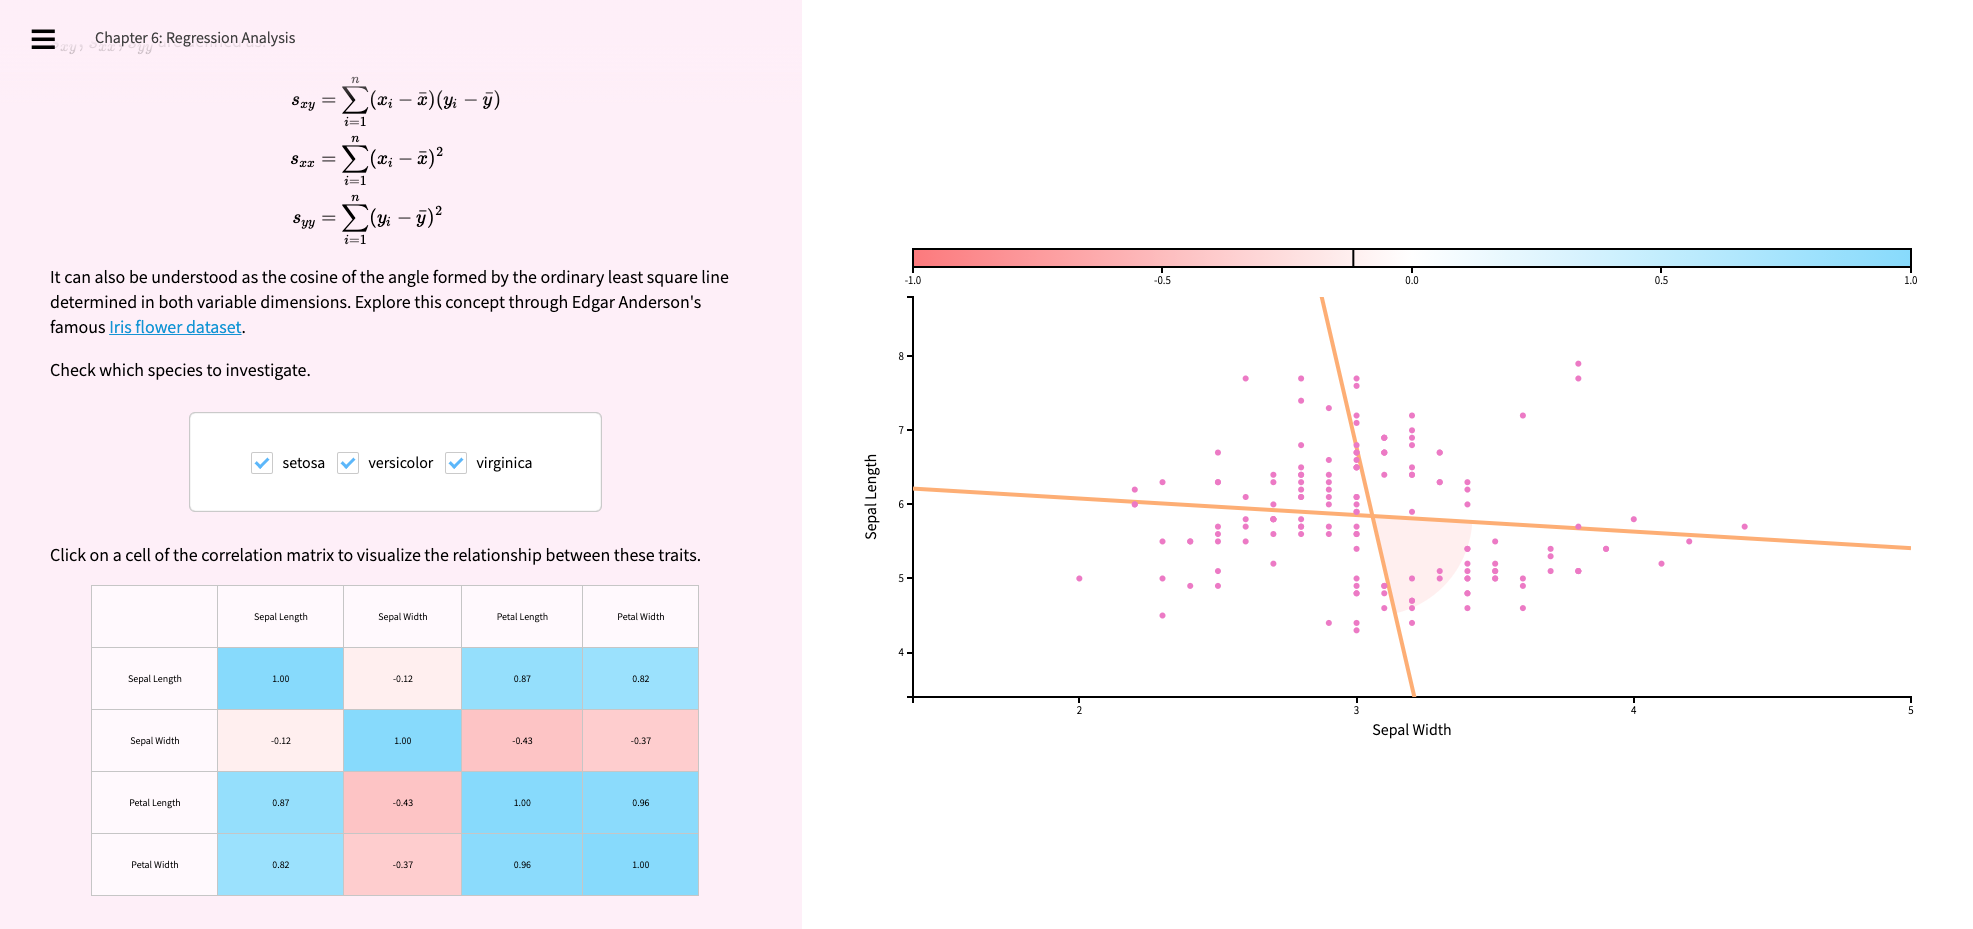 Chapter 6: Regression Analysis
s_xy = ∑_{i=1}^{n} (x_i − x̄)(y_i − ȳ)
s_xx = ∑_{i=1}^{n} (x_i − x̄)²
s_yy = ∑_{i=1}^{n} (y_i − ȳ)²
It can also be understood as the cosine of the angle formed by the ordinary least square line
determined in both variable dimensions. Explore this concept through Edgar Anderson's
famous Iris flower dataset.
Check which species to investigate.
setosa versicolor virginica
Click on a cell of the correlation matrix to visualize the relationship between these traits.
Sepal Length Sepal Width Petal Length Petal Width
Sepal Length 1.00 -0.12 0.87 0.82
Sepal Width -0.12 1.00 -0.43 -0.37
Petal Length 0.87 -0.43 1.00 0.96
Petal Width 0.82 -0.37 0.96 1.00
-1.0 -0.5 0.0 0.5 1.0
8
7
6
5
4
Sepal Length
2 3 4 5
Sepal Width